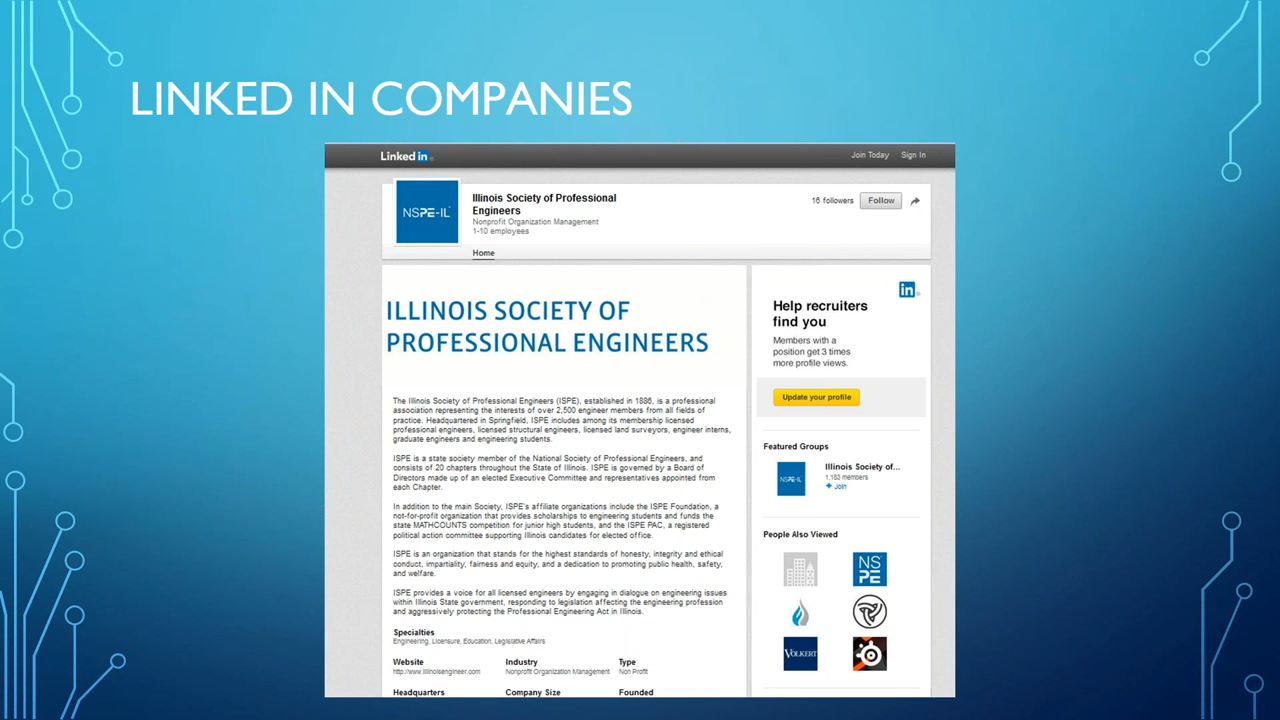 LINKED IN COMPANIES
Linked in
Join Today Sign In
NSPE-IL
Illinois Society of Professional
Engineers
Nonprofit Organization Management
1-10 employees
16 followers Follow
Home
ILLINOIS SOCIETY OF
PROFESSIONAL ENGINEERS
The Illinois Society of Professional Engineers (ISPE), established in 1886, is a professional
association representing the interests of over 2,500 engineer members from all fields of
practice. Headquartered in Springfield, ISPE includes among its membership licensed
professional engineers, licensed structural engineers, licensed land surveyors, engineer interns,
graduate engineers and engineering students.
ISPE is a state society member of the National Society of Professional Engineers, and
consists of 20 chapters throughout the State of Illinois. ISPE is governed by a Board of
Directors made up of an elected Executive Committee and representatives appointed from
each Chapter.
In addition to the main Society, ISPE's affiliate organizations include the ISPE Foundation, a
not-for-profit organization that provides scholarships to engineering students and funds the
state MATHCOUNTS competition for junior high students, and the ISPE PAC, a registered
political action committee supporting Illinois candidates for elected office.
ISPE is an organization that stands for the highest standards of honesty, integrity and ethical
conduct, impartiality, fairness and equity, and a dedication to promoting public health, safety,
and welfare.
ISPE provides a voice for all licensed engineers by engaging in dialogue on engineering issues
within Illinois State government, responding to legislation affecting the engineering profession
and aggressively protecting the Professional Engineering Act in Illinois.
Specialties
Engineering, Licensure, Education, Legislative Affairs
Website Industry Type
http://www.illinoisengineer.com Nonprofit Organization Management Non Profit
Headquarters Company Size Founded
in
Help recruiters
find you
Members with a
position get 3 times
more profile views.
Update your profile
Featured Groups
NSPE-IL
Illinois Society of...
1,183 members
+ Join
People Also Viewed
NS
PE
VOLKERT